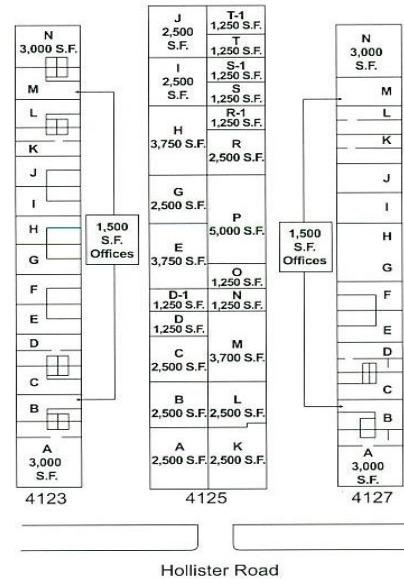 N
3,000
S.F.
M
L
K
J
I
H
G
F
E
D
C
B
A
3,000
S.F.
4123
1,500
S.F.
Offices
J
2,500
S.F.
I
2,500
S.F.
H
3,750 S.F.
G
2,500 S.F.
E
3,750 S.F.
D-1
1,250 S.F.
D
1,250 S.F.
C
2,500 S.F.
B
2,500 S.F.
A
2,500 S.F.
T-1
1,250 S.F.
T
1,250 S.F.
S-1
1,250 S.F.
S
1,250 S.F.
R-1
1,250 S.F.
R
2,500 S.F.
P
5,000 S.F.
O
1,250 S.F.
N
1,250 S.F.
M
3,700 S.F.
L
2,500 S.F.
K
2,500 S.F.
4125
1,500
S.F.
Offices
N
3,000
S.F.
M
L
K
J
I
H
G
F
E
D
C
B
A
3,000
S.F.
4127
Hollister Road